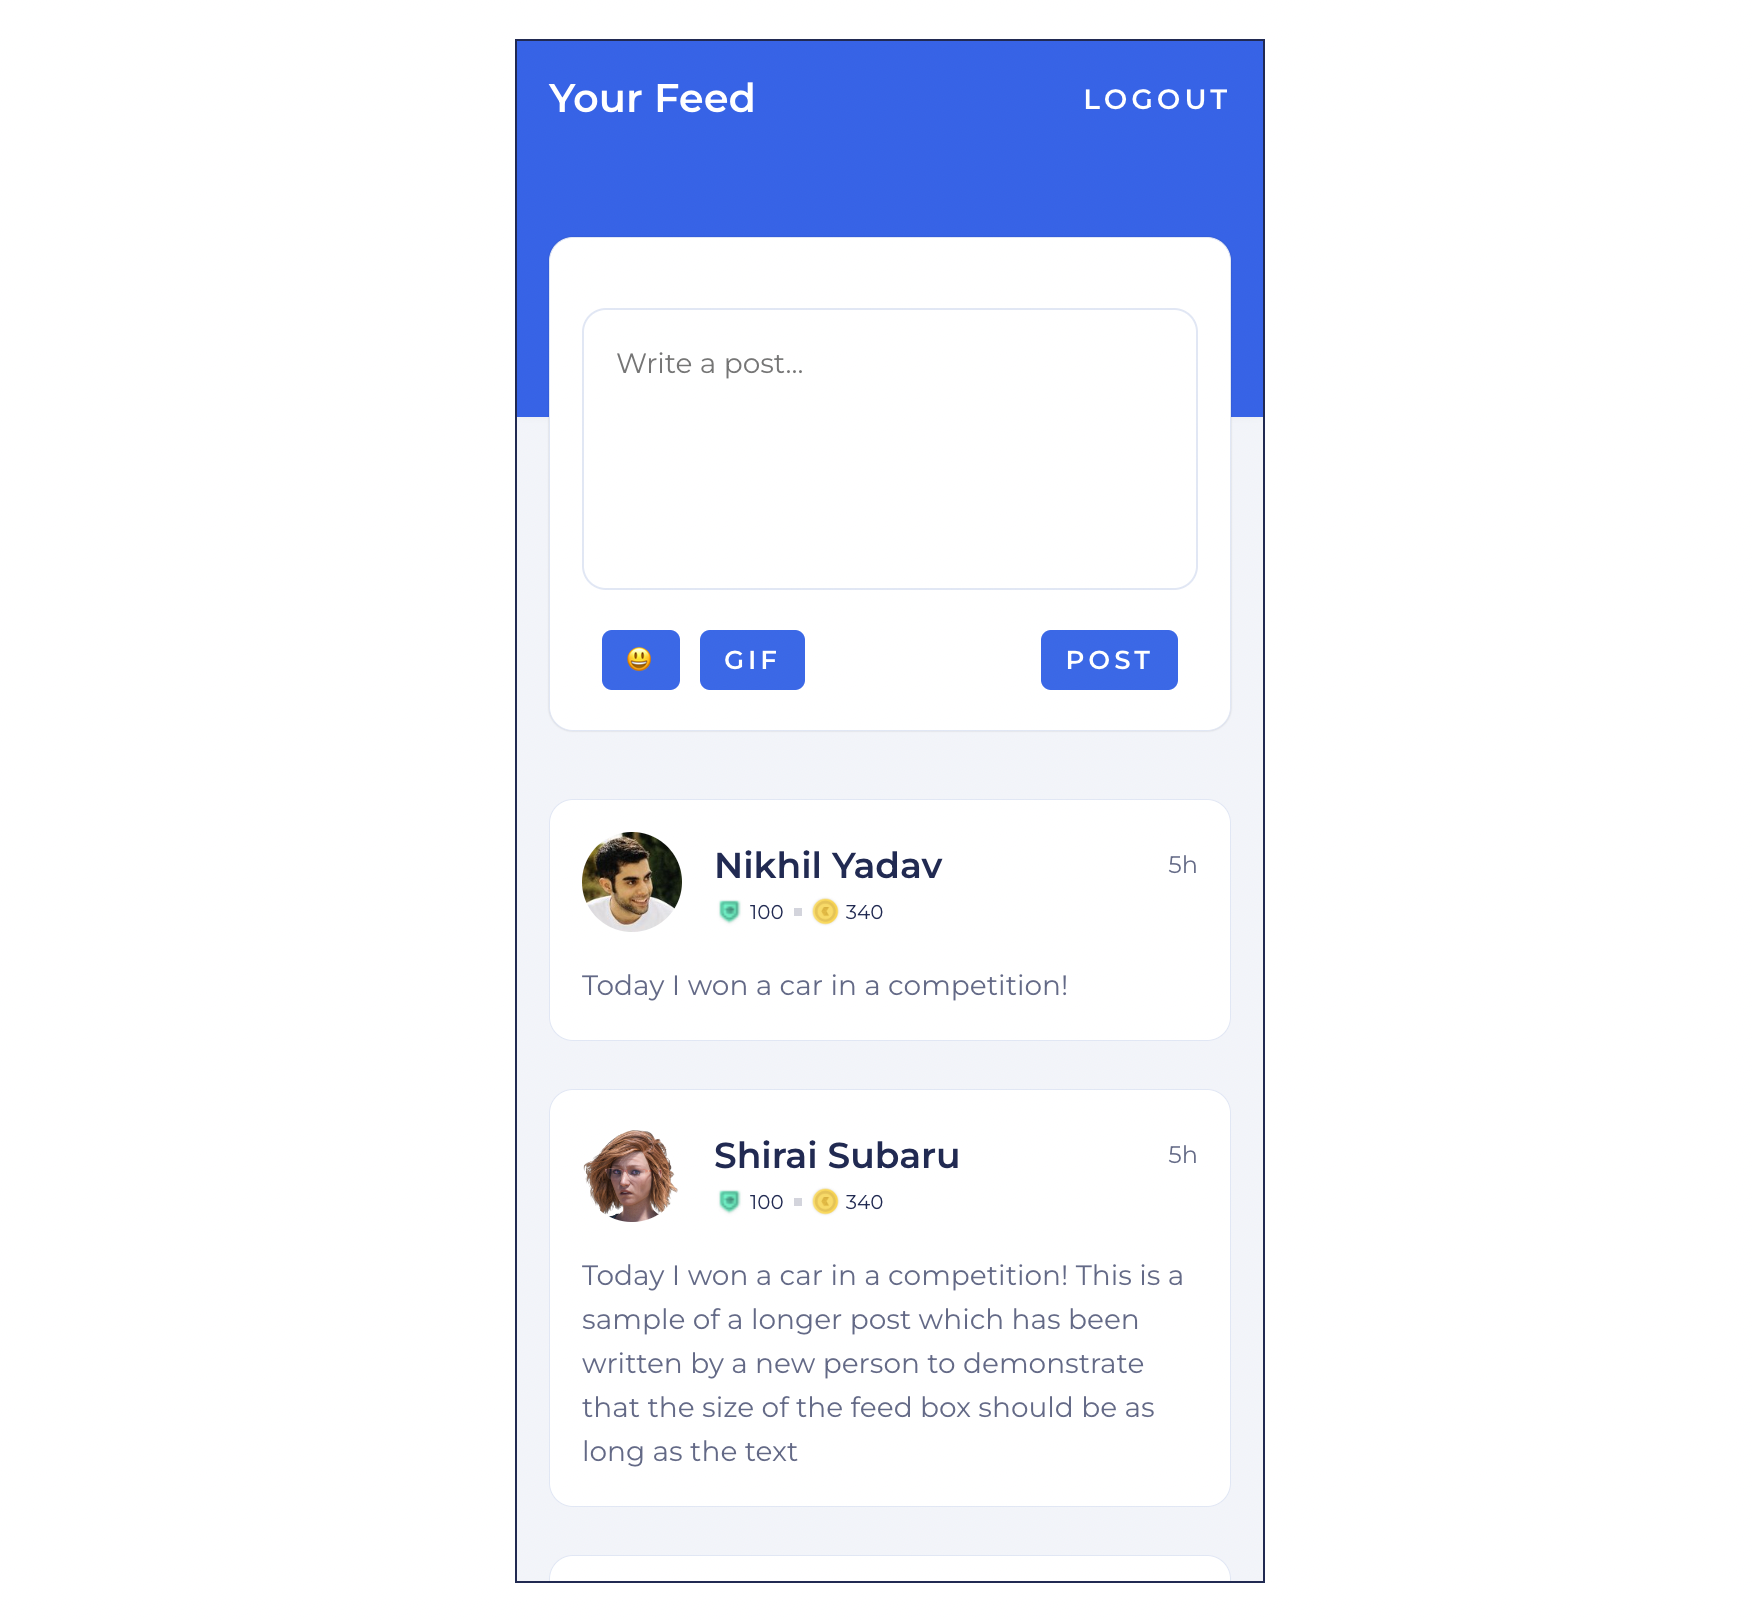 Your Feed
LOGOUT
Write a post...
😃
GIF
POST
Nikhil Yadav
5h
100
340
Today I won a car in a competition!
Shirai Subaru
5h
100
340
Today I won a car in a competition! This is a
sample of a longer post which has been
written by a new person to demonstrate
that the size of the feed box should be as
long as the text